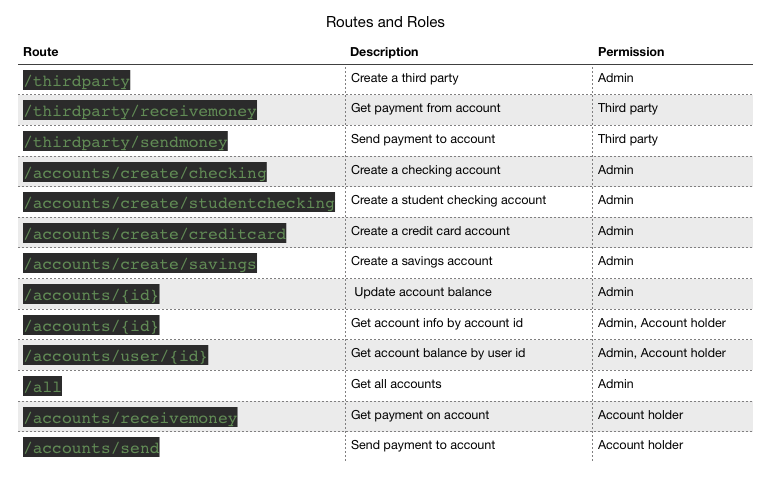 Routes and Roles
Route Description Permission
/thirdparty Create a third party Admin
/thirdparty/receivemoney Get payment from account Third party
/thirdparty/sendmoney Send payment to account Third party
/accounts/create/checking Create a checking account Admin
/accounts/create/studentchecking Create a student checking account Admin
/accounts/create/creditcard Create a credit card account Admin
/accounts/create/savings Create a savings account Admin
/accounts/{id} Update account balance Admin
/accounts/{id} Get account info by account id Admin, Account holder
/accounts/user/{id} Get account balance by user id Admin, Account holder
/all Get all accounts Admin
/accounts/receivemoney Get payment on account Account holder
/accounts/send Send payment to account Account holder